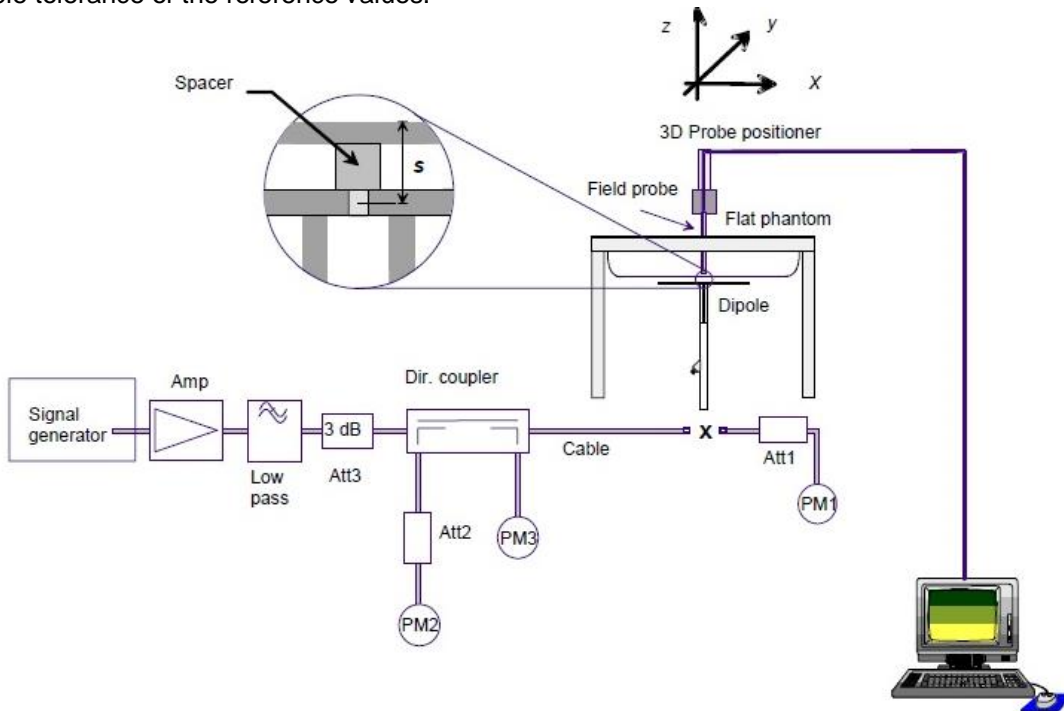 z
y
X
Spacer
s
3D Probe positioner
Field probe
Flat phantom
Dipole
Signal
generator
Amp
Low
pass
3 dB
Att3
Dir. coupler
Cable
X
Att1
PM1
Att2
PM3
PM2